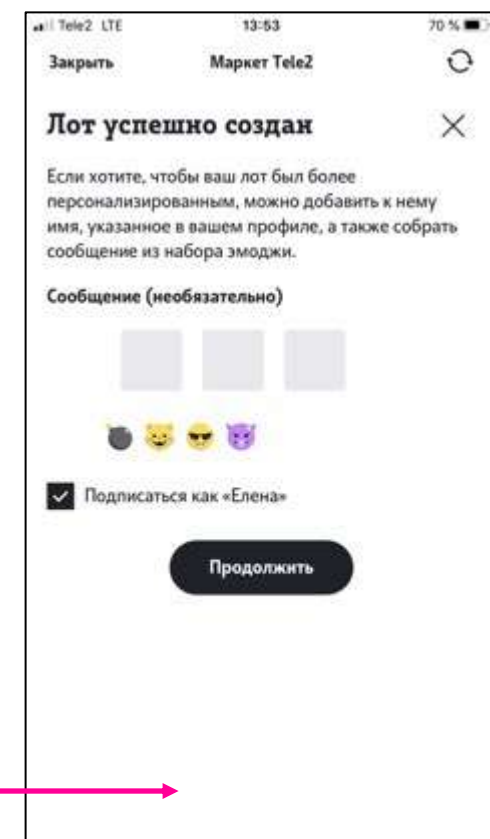 Tele2 LTE 13:53 70 %
Закрыть Маркет Tele2
Лот успешно создан
Если хотите, чтобы ваш лот был более
персонализированным, можно добавить к нему
имя, указанное в вашем профиле, а также собрать
сообщение из набора эмоджи.
Сообщение (необязательно)
Подписаться как «Елена»
Продолжить